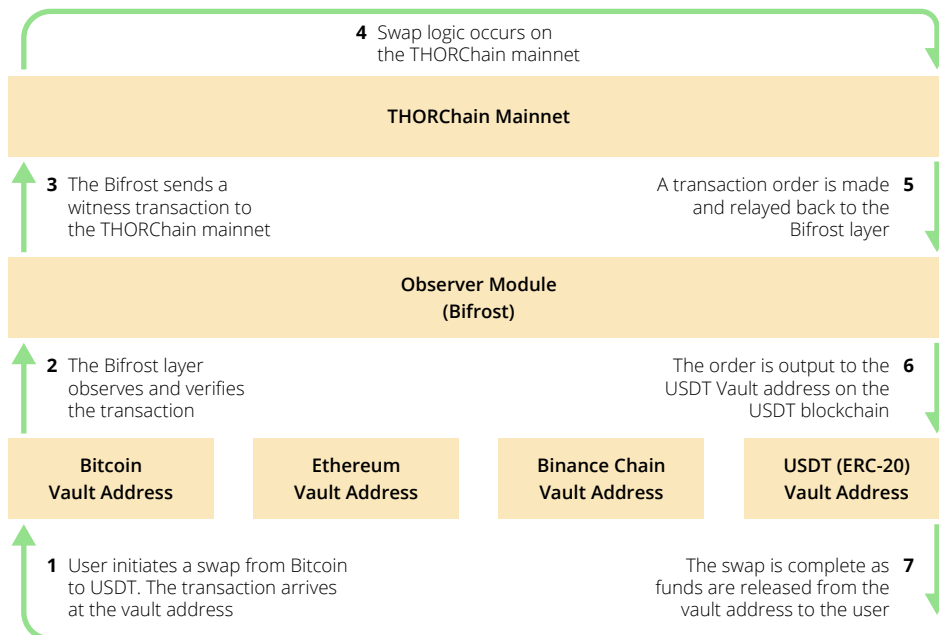 4 Swap logic occurs on
the THORChain mainnet
THORChain Mainnet
3 The Bifrost sends a
witness transaction to
the THORChain mainnet
A transaction order is made 5
and relayed back to the
Bifrost layer
Observer Module
(Bifrost)
2 The Bifrost layer
observes and verifies
the transaction
The order is output to the 6
USDT Vault address on the
USDT blockchain
Bitcoin
Vault Address
Ethereum
Vault Address
Binance Chain
Vault Address
USDT (ERC-20)
Vault Address
1 User initiates a swap from Bitcoin
to USDT. The transaction arrives
at the vault address
The swap is complete as 7
funds are released from the
vault address to the user